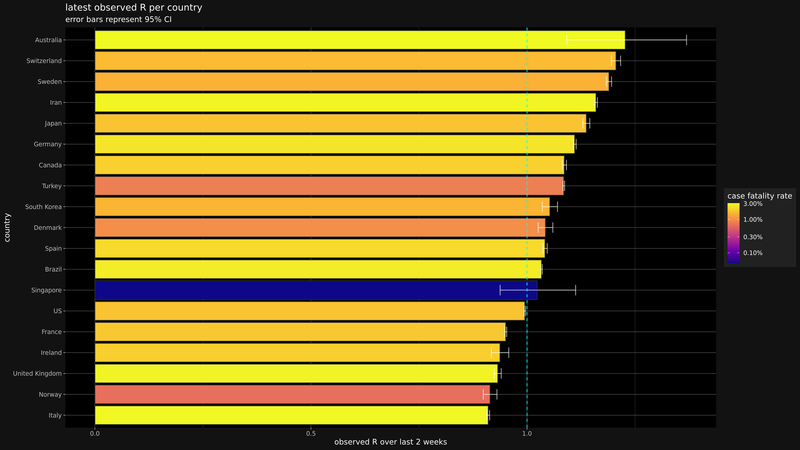 latest observed R per country
error bars represent 95% CI
country
Australia
Switzerland
Sweden
Iran
Japan
Germany
Canada
Turkey
South Korea
Denmark
Spain
Brazil
Singapore
US
France
Ireland
United Kingdom
Norway
Italy
0.0 0.5 1.0
observed R over last 2 weeks
case fatality rate
3.00%
1.00%
0.30%
0.10%